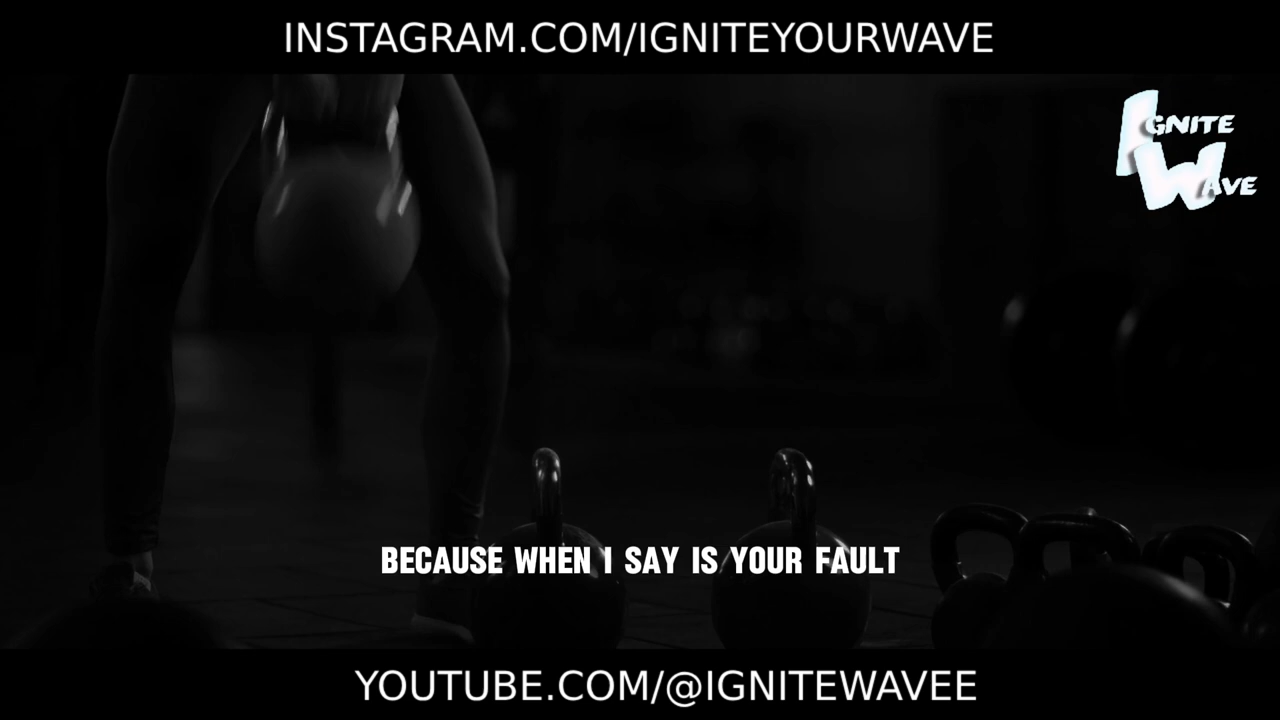 INSTAGRAM.COM/IGNITEYOURWAVE
IGNITE
WAVE
BECAUSE WHEN I SAY IS YOUR FAULT
YOUTUBE.COM/@IGNITEWAVEE